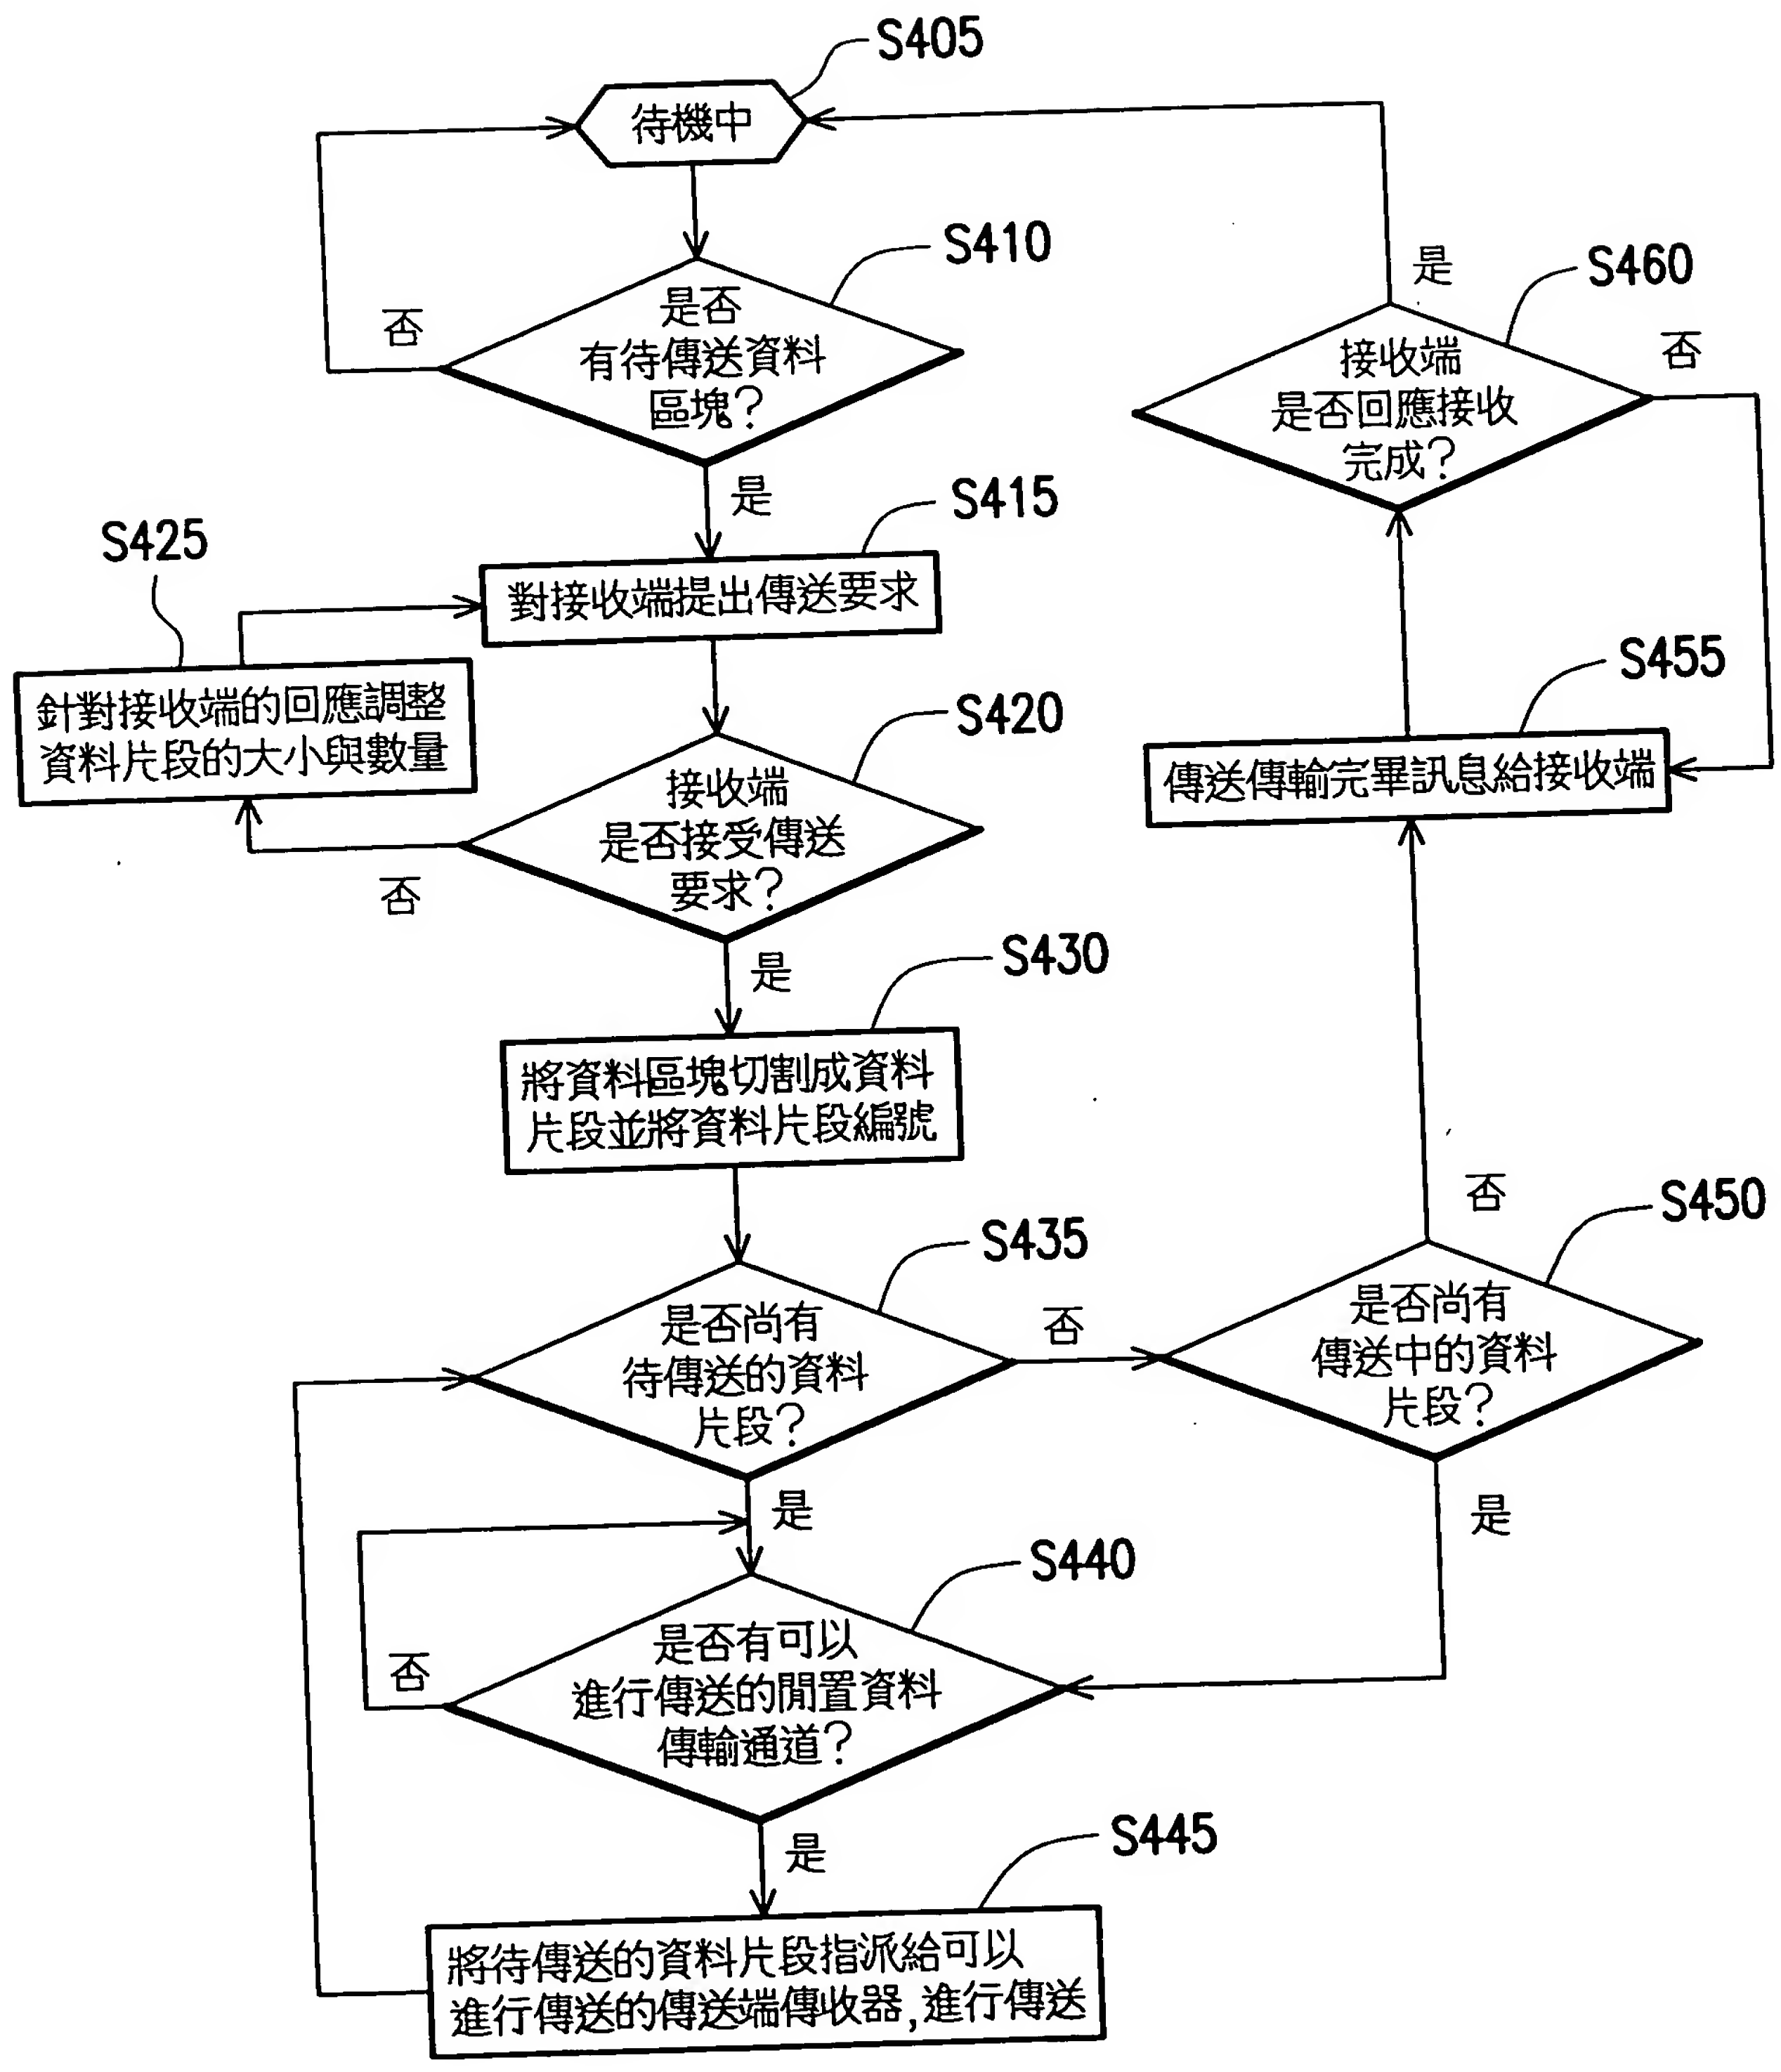 S405
待機中
S410
是否
有待傳送資料
區塊？
否
是
S415
對接收端提出傳送要求
S425
針對接收端的回應調整
資料片段的大小與數量
S420
接收端
是否接受傳送
要求？
否
是
S430
將資料區塊切割成資料
片段並將資料片段編號
S435
是否尚有
待傳送的資料
片段？
否
是
S440
是否有可以
進行傳送的閒置資料
傳輸通道？
否
是
S445
將待傳送的資料片段指派給可以
進行傳送的傳送端傳收器,進行傳送
S450
是否尚有
傳送中的資料
片段？
否
是
S455
傳送傳輸完畢訊息給接收端
S460
接收端
是否回應接收
完成？
是
否